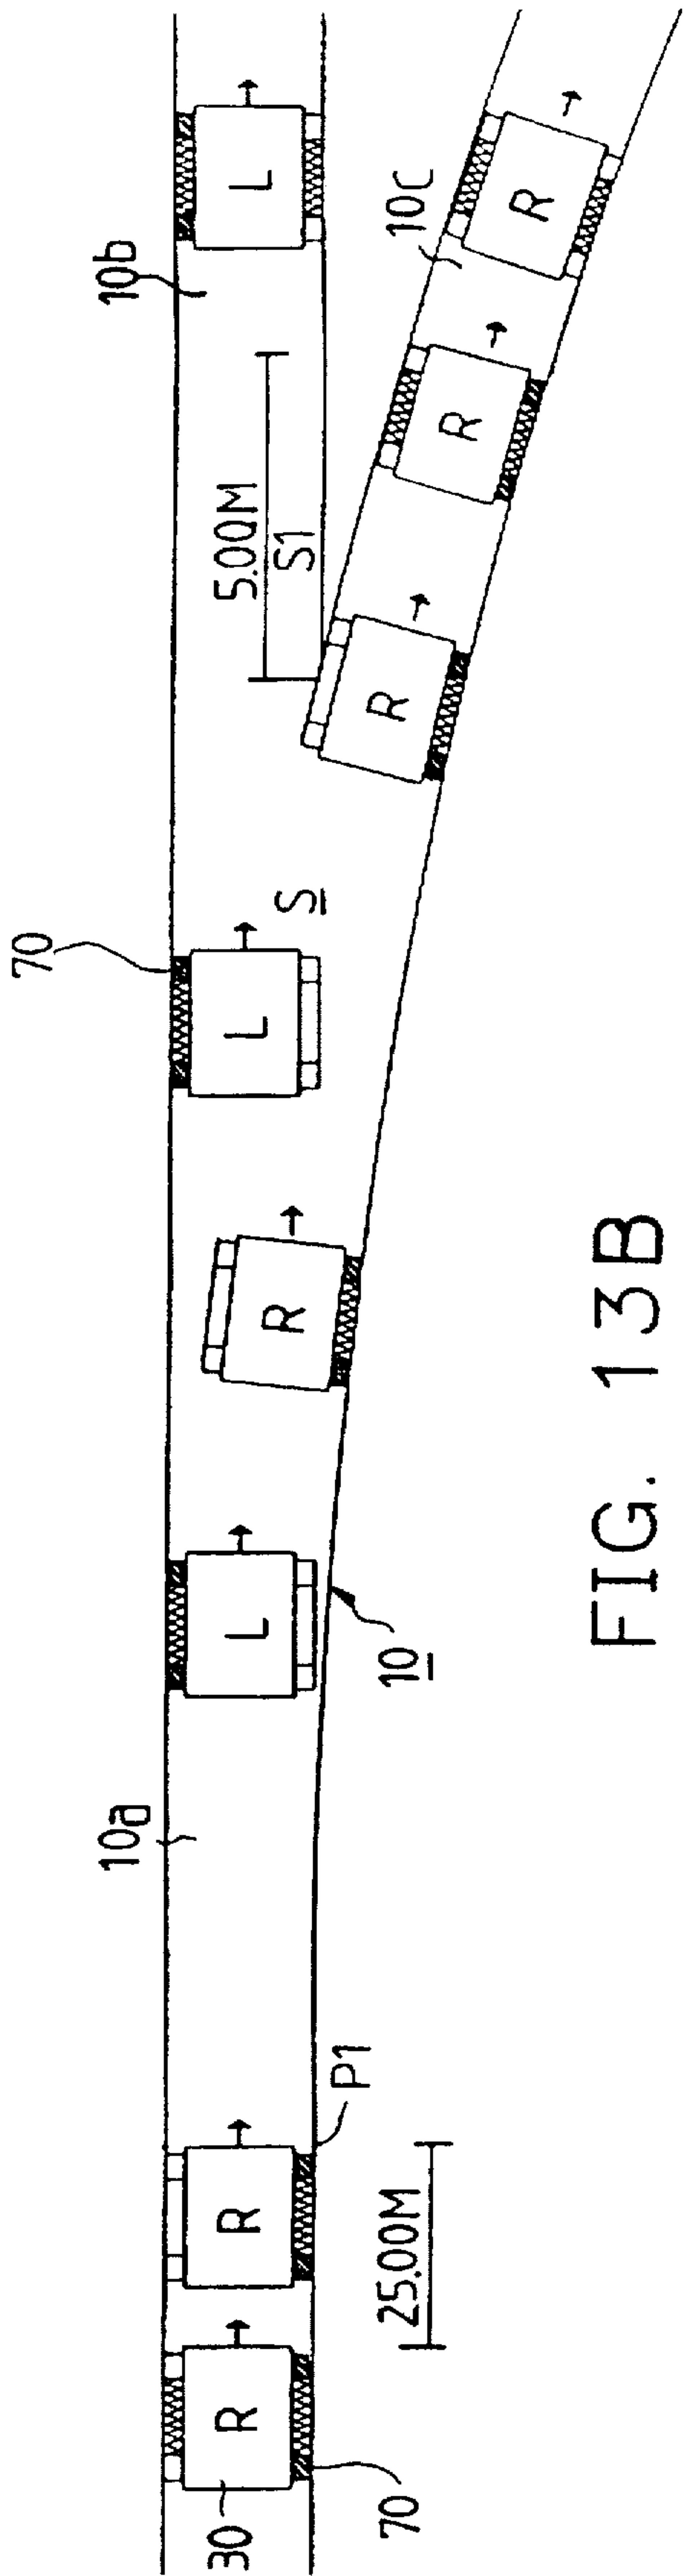 70
10a 10b
5.00M
30 R R L R L S S1 L
P1
70 25.00M 10 R 10c
R
R
FIG. 13B